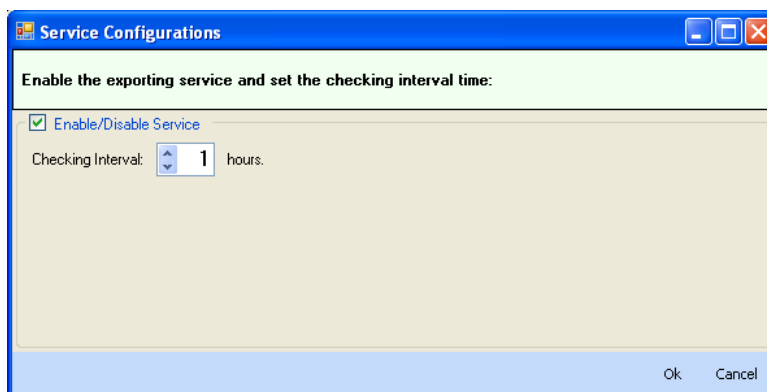 Service Configurations
Enable the exporting service and set the checking interval time:
Enable/Disable Service
Checking Interval: 1 hours.
Ok Cancel